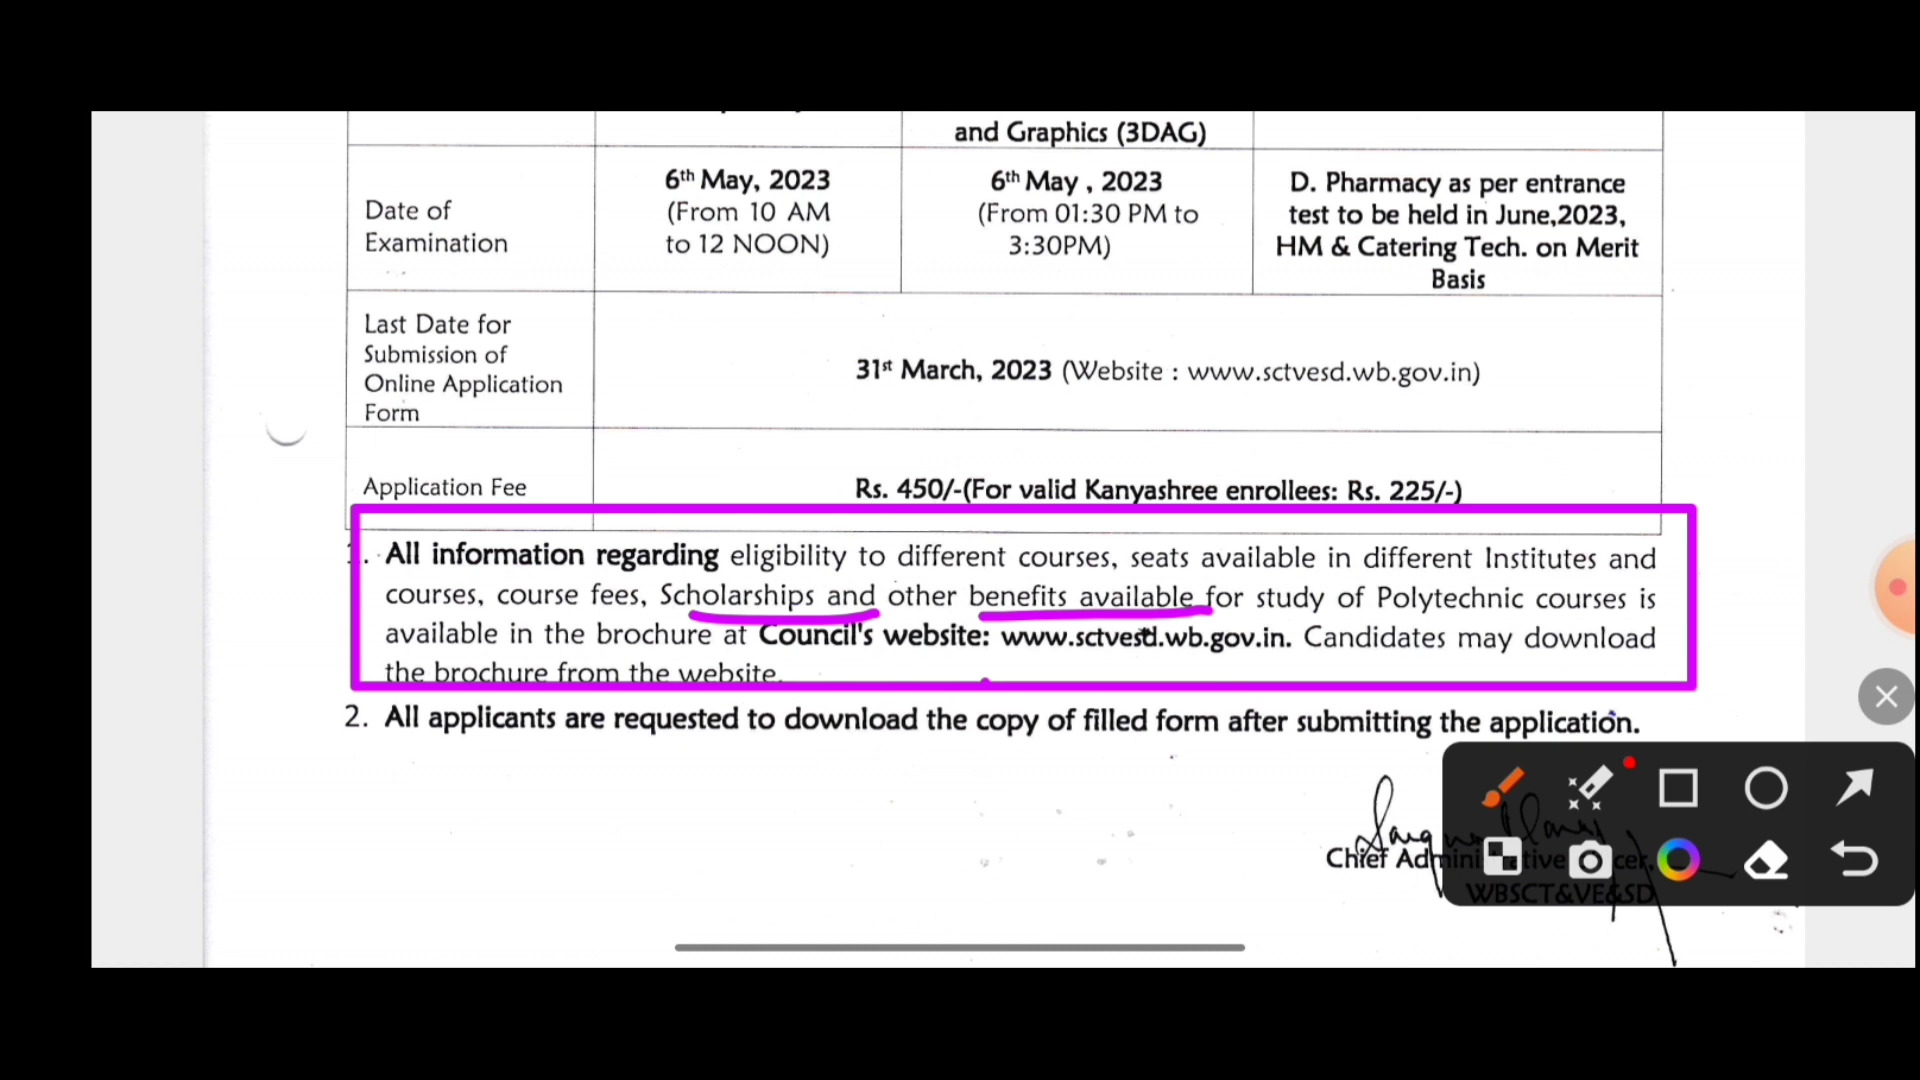 and Graphics (3DAG)
Date of
Examination
6th May, 2023
(From 10 AM
to 12 NOON)
6th May , 2023
(From 01:30 PM to
3:30PM)
D. Pharmacy as per entrance
test to be held in June,2023,
HM & Catering Tech. on Merit
Basis
Last Date for
Submission of
Online Application
Form
31st March, 2023 (Website : www.sctvesd.wb.gov.in)
Application Fee
Rs. 450/-(For valid Kanyashree enrollees: Rs. 225/-)
1. All information regarding eligibility to different courses, seats available in different Institutes and
courses, course fees, Scholarships and other benefits available for study of Polytechnic courses is
available in the brochure at Council's website: www.sctvesd.wb.gov.in. Candidates may download
the brochure from the website.
2. All applicants are requested to download the copy of filled form after submitting the application.
Chief
WBSCT&VE&SD